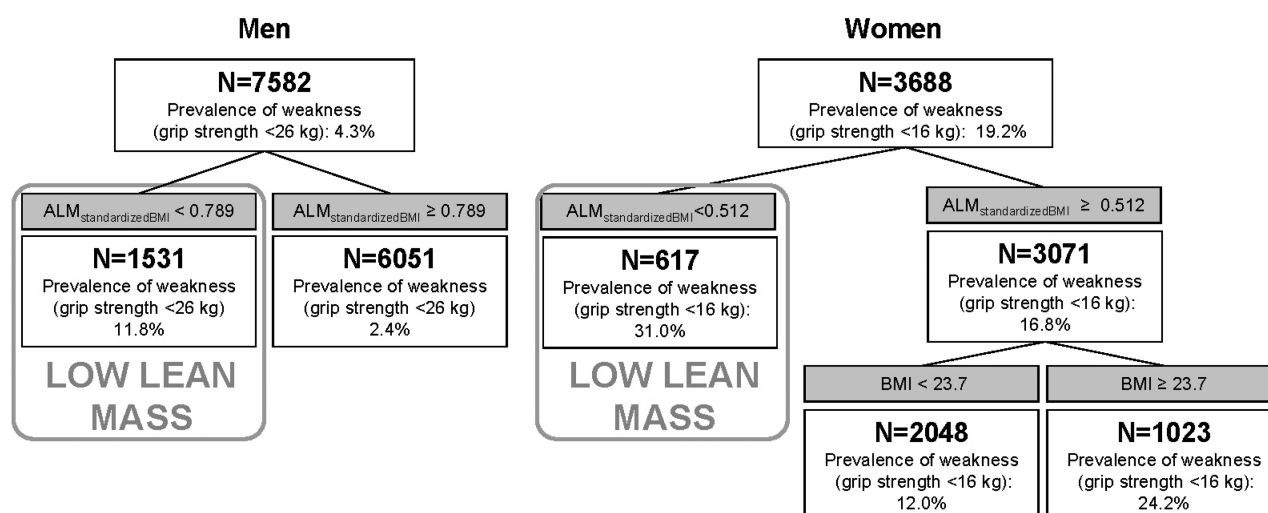 Men
N=7582
Prevalence of weakness
(grip strength <26 kg): 4.3%
ALMstandardizedBMI < 0.789
N=1531
Prevalence of weakness
(grip strength <26 kg)
11.8%
LOW LEAN
MASS
ALMstandardizedBMI ≥ 0.789
N=6051
Prevalence of weakness
(grip strength <26 kg)
2.4%
Women
N=3688
Prevalence of weakness
(grip strength <16 kg): 19.2%
ALMstandardizedBMI<0.512
N=617
Prevalence of weakness
(grip strength <16 kg):
31.0%
LOW LEAN
MASS
ALMstandardizedBMI ≥ 0.512
N=3071
Prevalence of weakness
(grip strength <16 kg):
16.8%
BMI < 23.7
N=2048
Prevalence of weakness
(grip strength <16 kg):
12.0%
BMI ≥ 23.7
N=1023
Prevalence of weakness
(grip strength <16 kg):
24.2%